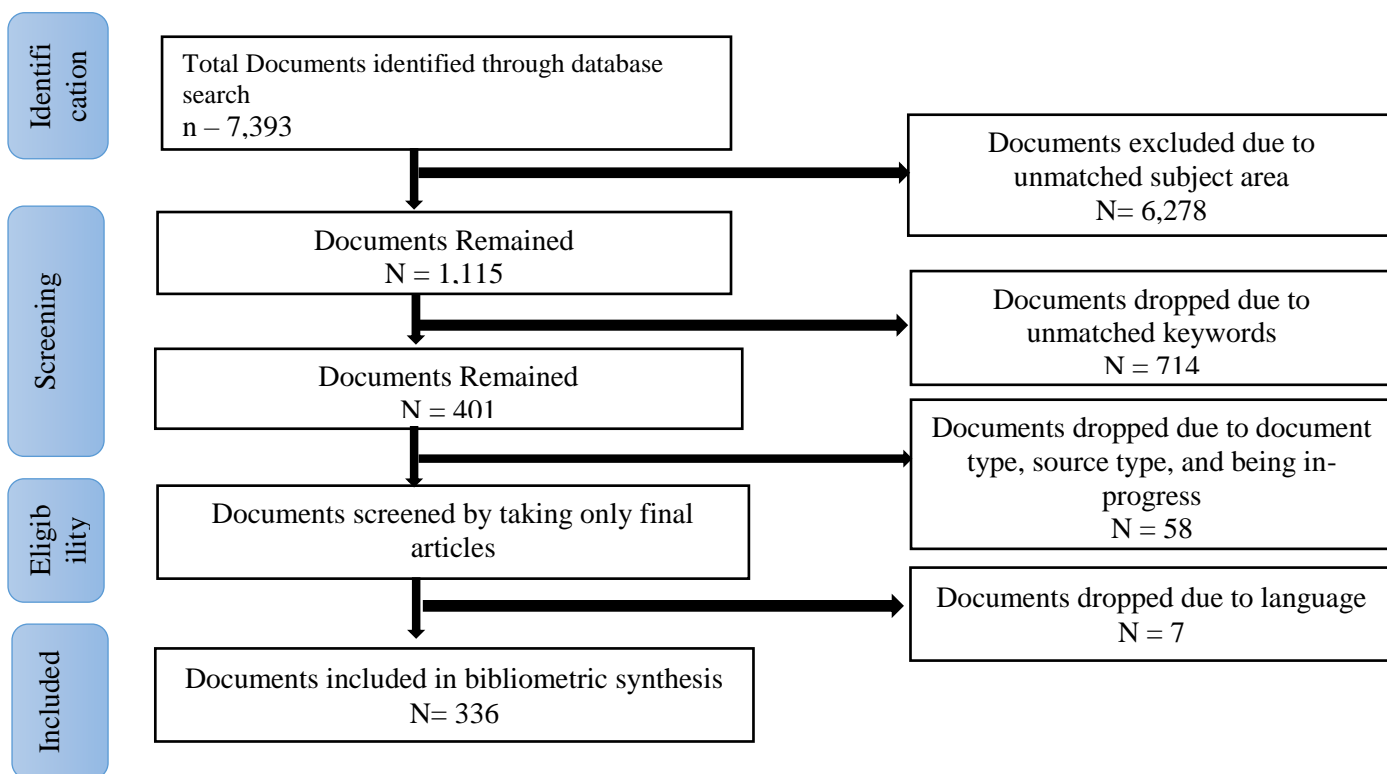 Identifi
cation
Total Documents identified through database
search
n – 7,393
Documents excluded due to
unmatched subject area
N= 6,278
Screening
Documents Remained
N = 1,115
Documents dropped due to
unmatched keywords
N = 714
Documents Remained
N = 401
Documents dropped due to document
type, source type, and being in-
progress
N = 58
Eligib
ility
Documents screened by taking only final
articles
Documents dropped due to language
N = 7
Included
Documents included in bibliometric synthesis
N= 336